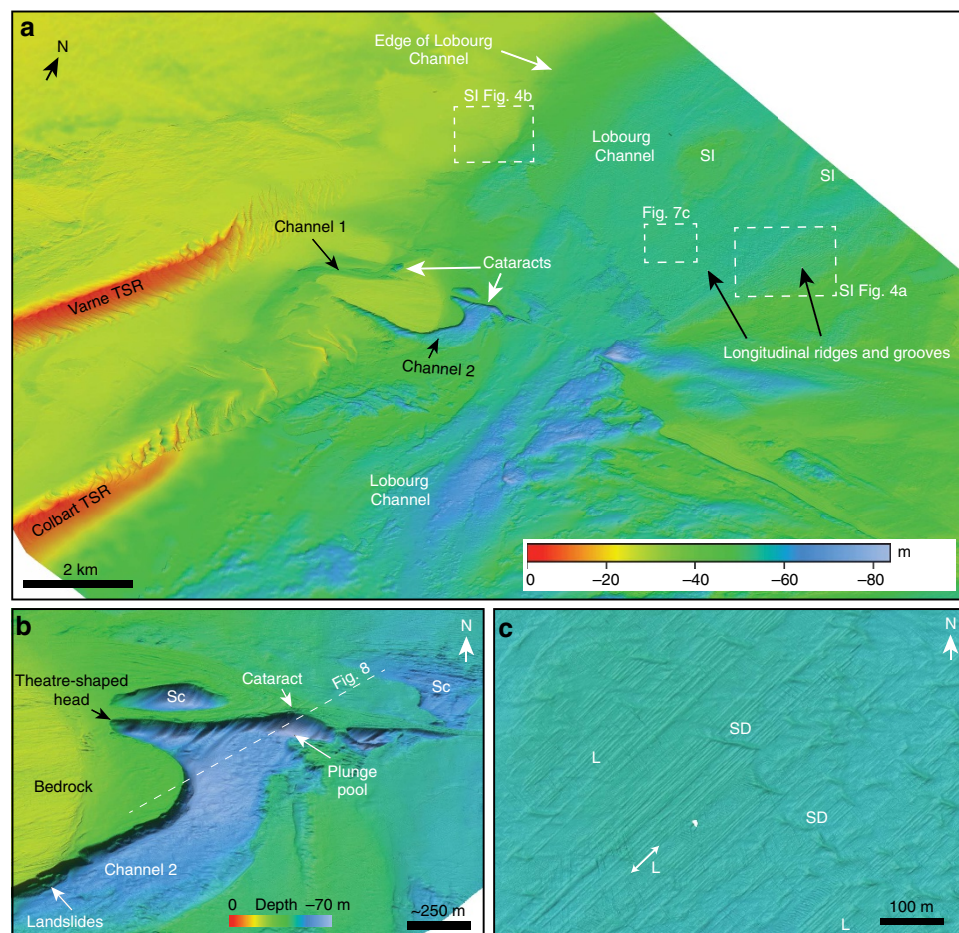 a
N
Edge of Lobourg
Channel
SI Fig. 4b
Lobourg
Channel
SI
SI
Channel 1
Fig. 7c
Cataracts
Varne TSR
SI Fig. 4a
Longitudinal ridges and grooves
Channel 2
Lobourg
Channel
Colbart TSR
2 km
m
0 −20 −40 −60 −80
b
N
Theatre-shaped
head
Sc
Cataract
Fig. 8
Sc
Bedrock
Plunge
pool
Channel 2
Landslides
0 Depth −70 m
~250 m
c
N
SD
L
SD
L
L
100 m